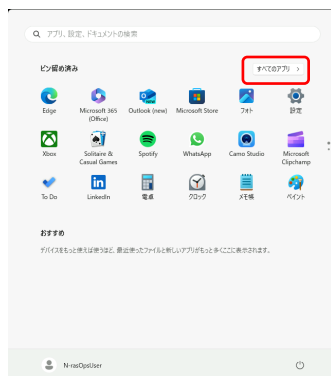 アプリ、設定、ドキュメントの検索
ピン留め済み
すべてのアプリ >
Edge
Microsoft 365 (Office)
Outlook (new)
Microsoft Store
フォト
設定
Xbox
Solitaire & Casual Games
Spotify
WhatsApp
Camo Studio
Microsoft Clipchamp
To Do
LinkedIn
電卓
クロック
メモ帳
ペイント
おすすめ
デバイスをもっと使えば使うほど、最近使ったファイルと新しいアプリがもっと多くここに表示されます。
N-rasOpsUser